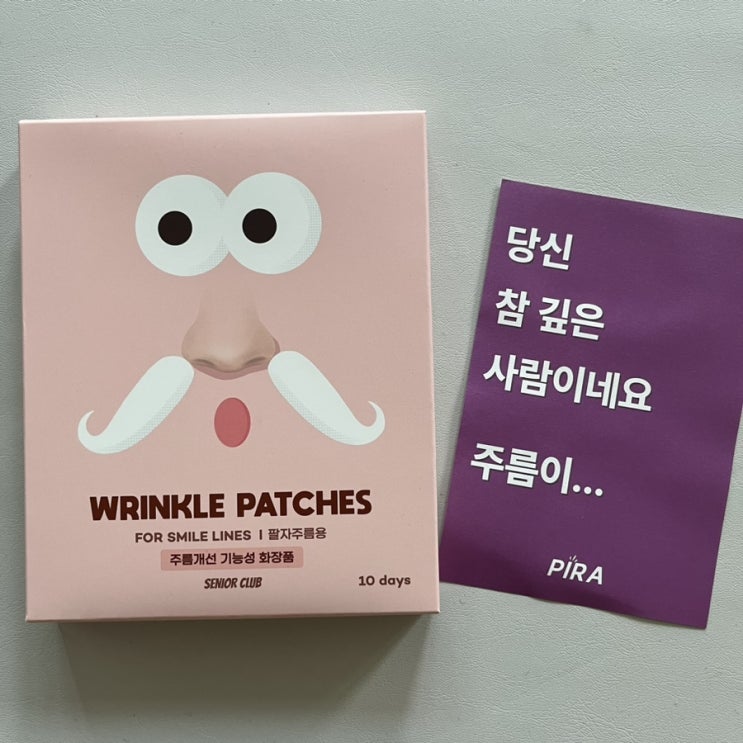 WRINKLE PATCHES
FOR SMILE LINES | 팔자주름용
주름개선 기능성 화장품
SENIOR CLUB
10 days
당신
참 깊은
사람이네요
주름이...
PIRA